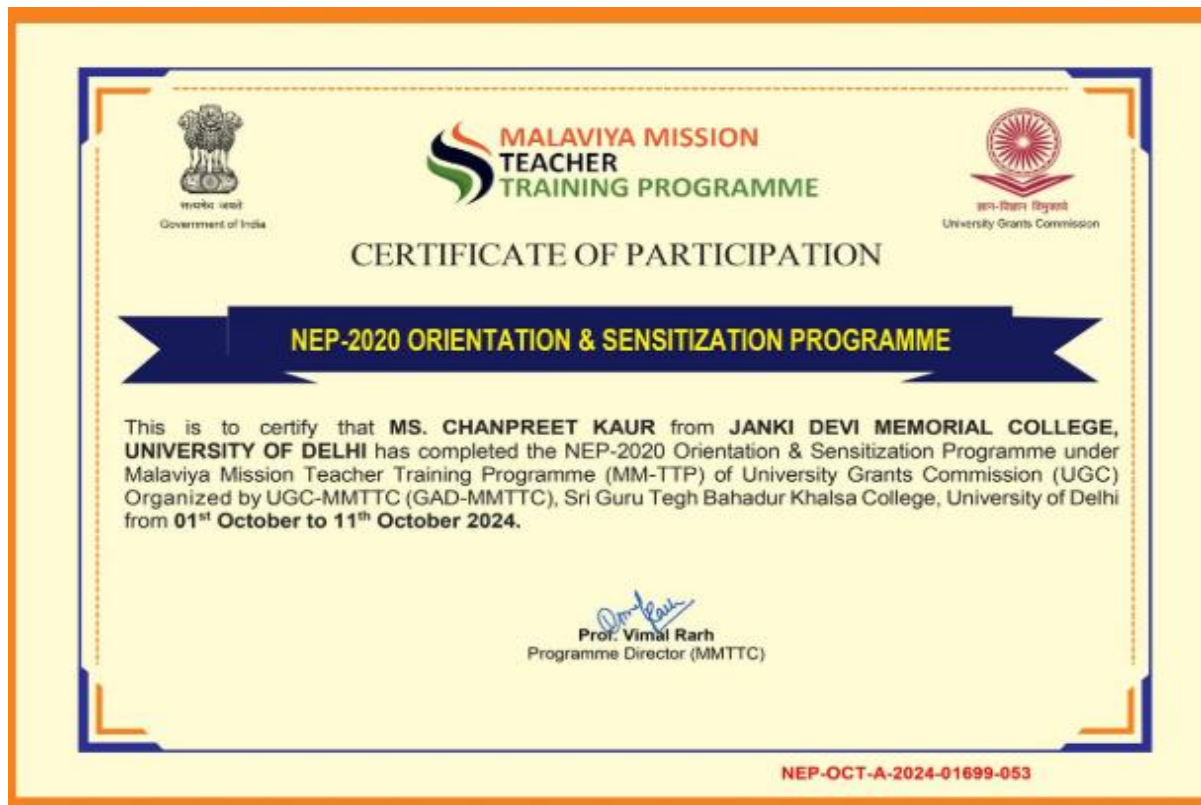 MALAVIYA MISSION
TEACHER
TRAINING PROGRAMME
सत्यमेव जयते
Government of India
ज्ञान-विज्ञान विमुक्तये
University Grants Commission
CERTIFICATE OF PARTICIPATION
NEP-2020 ORIENTATION & SENSITIZATION PROGRAMME
This is to certify that MS. CHANPREET KAUR from JANKI DEVI MEMORIAL COLLEGE,
UNIVERSITY OF DELHI has completed the NEP-2020 Orientation & Sensitization Programme under
Malaviya Mission Teacher Training Programme (MM-TTP) of University Grants Commission (UGC)
Organized by UGC-MMTTC (GAD-MMTTC), Sri Guru Tegh Bahadur Khalsa College, University of Delhi
from 01st October to 11th October 2024.
Prof. Vimal Rarh
Programme Director (MMTTC)
NEP-OCT-A-2024-01699-053